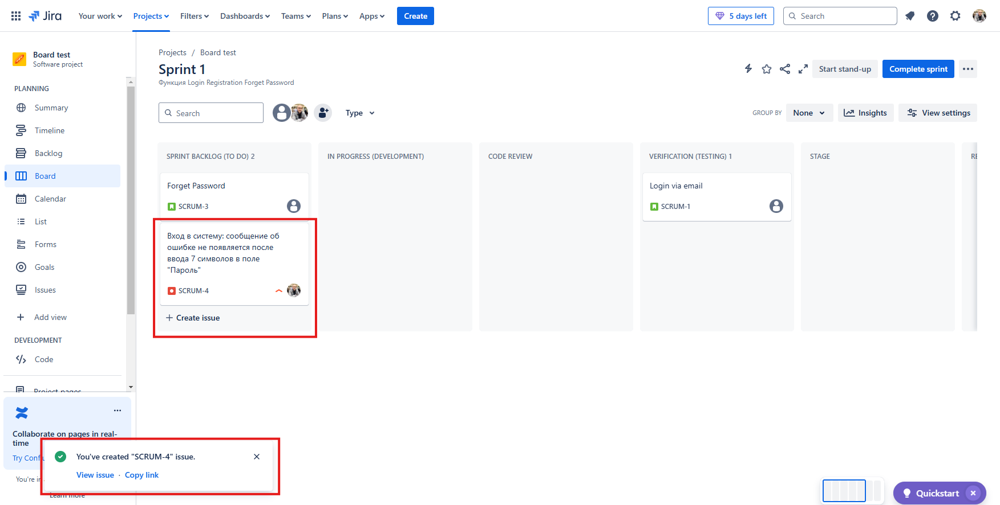 Jira
Your work
Projects
Filters
Dashboards
Teams
Plans
Apps
Create
5 days left
Search
Board test
Software project
PLANNING
Summary
Timeline
Backlog
Board
Calendar
List
Forms
Goals
Issues
Add view
DEVELOPMENT
Code
Project pages
Collaborate on pages in real-
time
Try Conflu
You're in a
Learn more
Projects / Board test
Sprint 1
Функция Login Registration Forget Password
Start stand-up
Complete sprint
Search
Type
GROUP BY
None
Insights
View settings
SPRINT BACKLOG (TO DO) 2
Forget Password
SCRUM-3
Вход в систему: сообщение об
ошибке не появляется после
ввода 7 символов в поле
"Пароль"
SCRUM-4
Create issue
IN PROGRESS (DEVELOPMENT)
CODE REVIEW
VERIFICATION (TESTING) 1
Login via email
SCRUM-1
STAGE
RE
You've created "SCRUM-4" issue.
View issue · Copy link
Quickstart